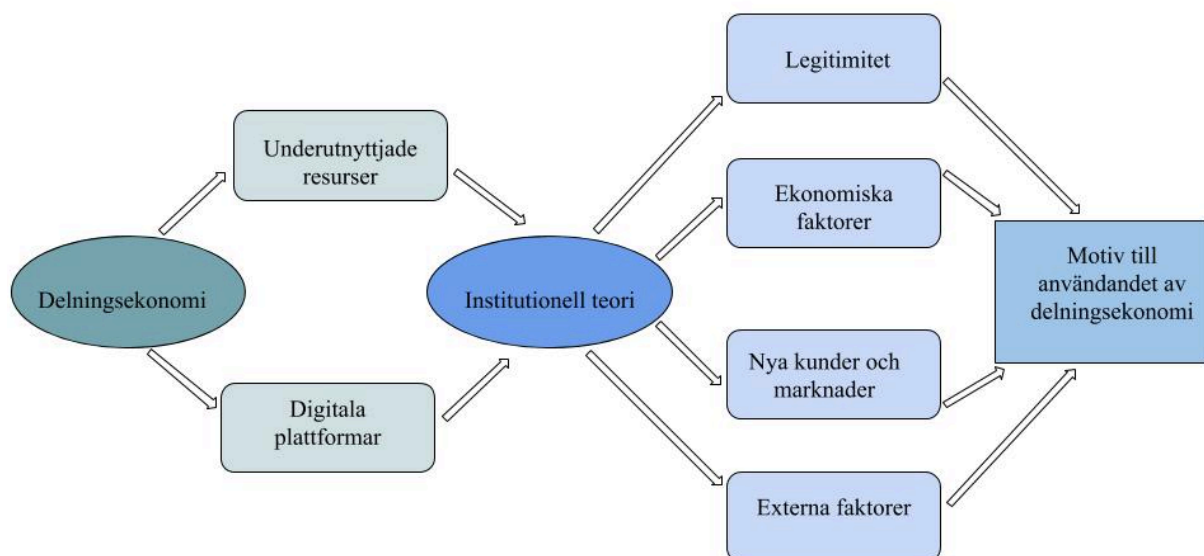 Delningsekonomi
Underutnyttjade
resurser
Digitala
plattformar
Institutionell teori
Legitimitet
Ekonomiska
faktorer
Nya kunder och
marknader
Externa faktorer
Motiv till
användandet av
delningsekonomi